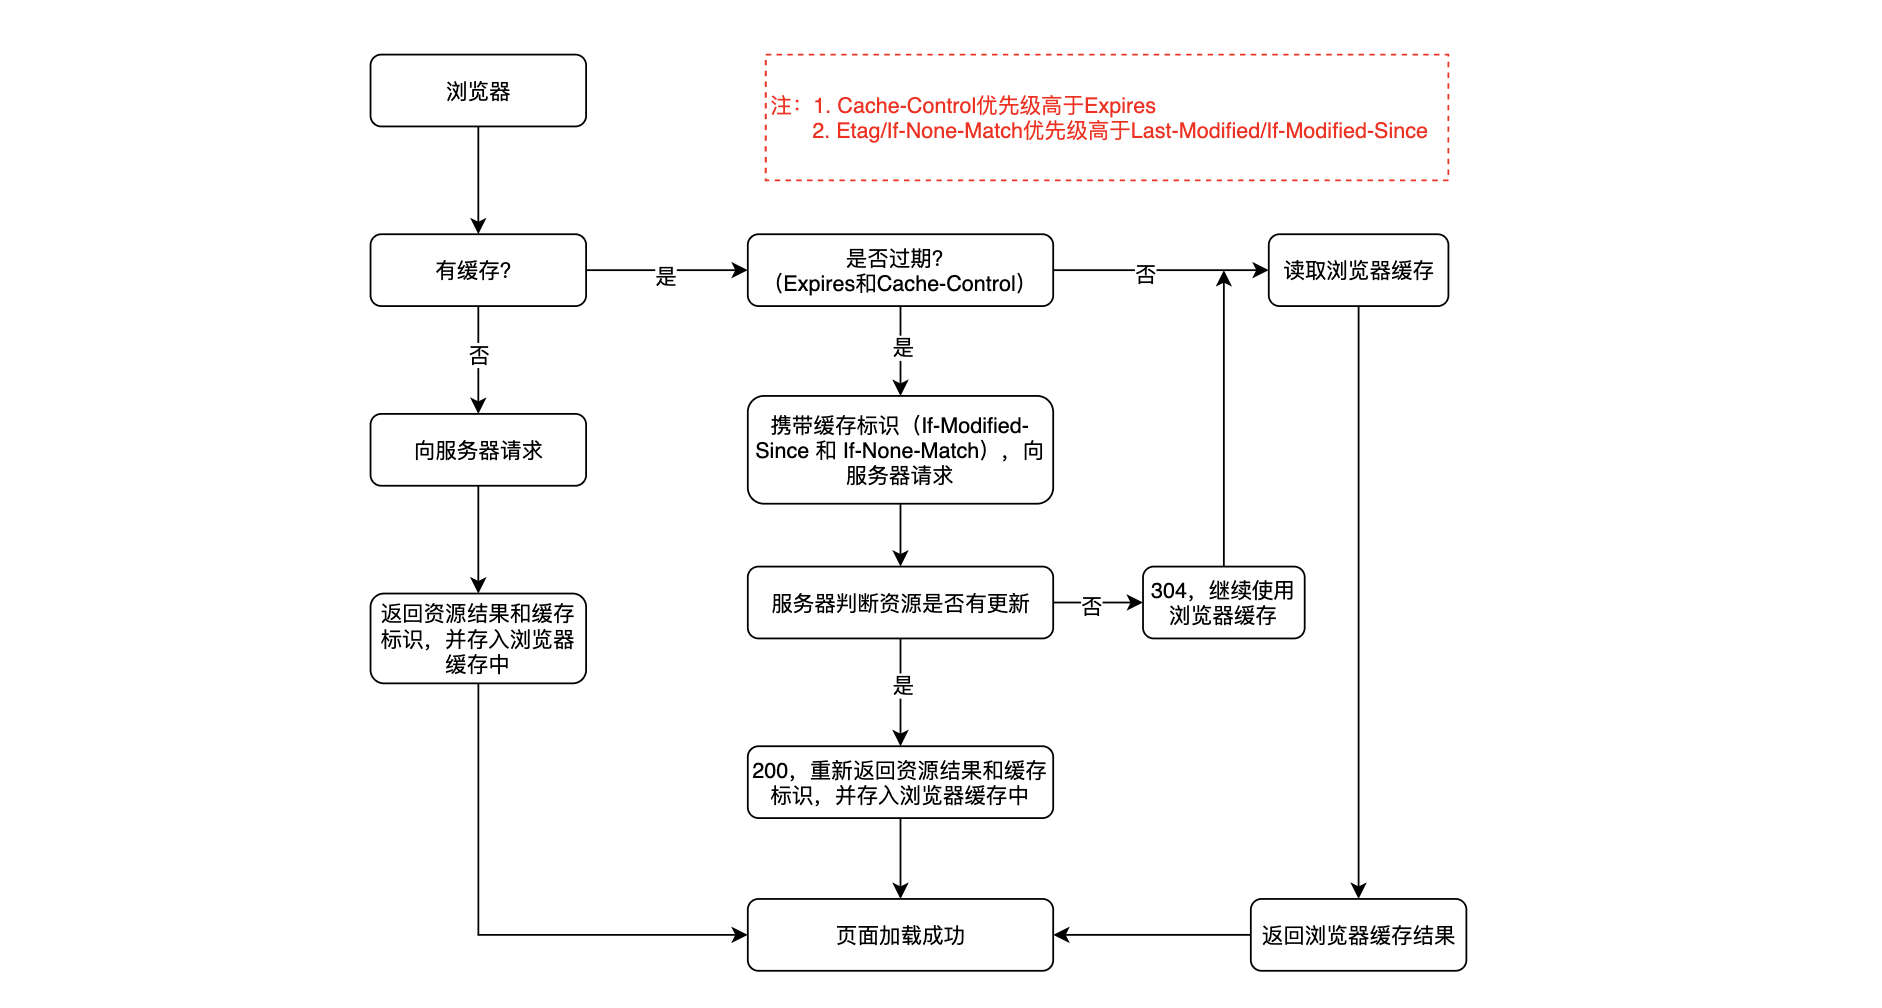 浏览器
注：1. Cache-Control优先级高于Expires
2. Etag/If-None-Match优先级高于Last-Modified/If-Modified-Since
有缓存?
是
是否过期?
（Expires和Cache-Control）
否
读取浏览器缓存
否
是
向服务器请求
携带缓存标识（If-Modified-
Since 和 If-None-Match），向
服务器请求
返回资源结果和缓存
标识，并存入浏览器
缓存中
服务器判断资源是否有更新
否
304，继续使用
浏览器缓存
是
200，重新返回资源结果和缓存
标识，并存入浏览器缓存中
页面加载成功
返回浏览器缓存结果